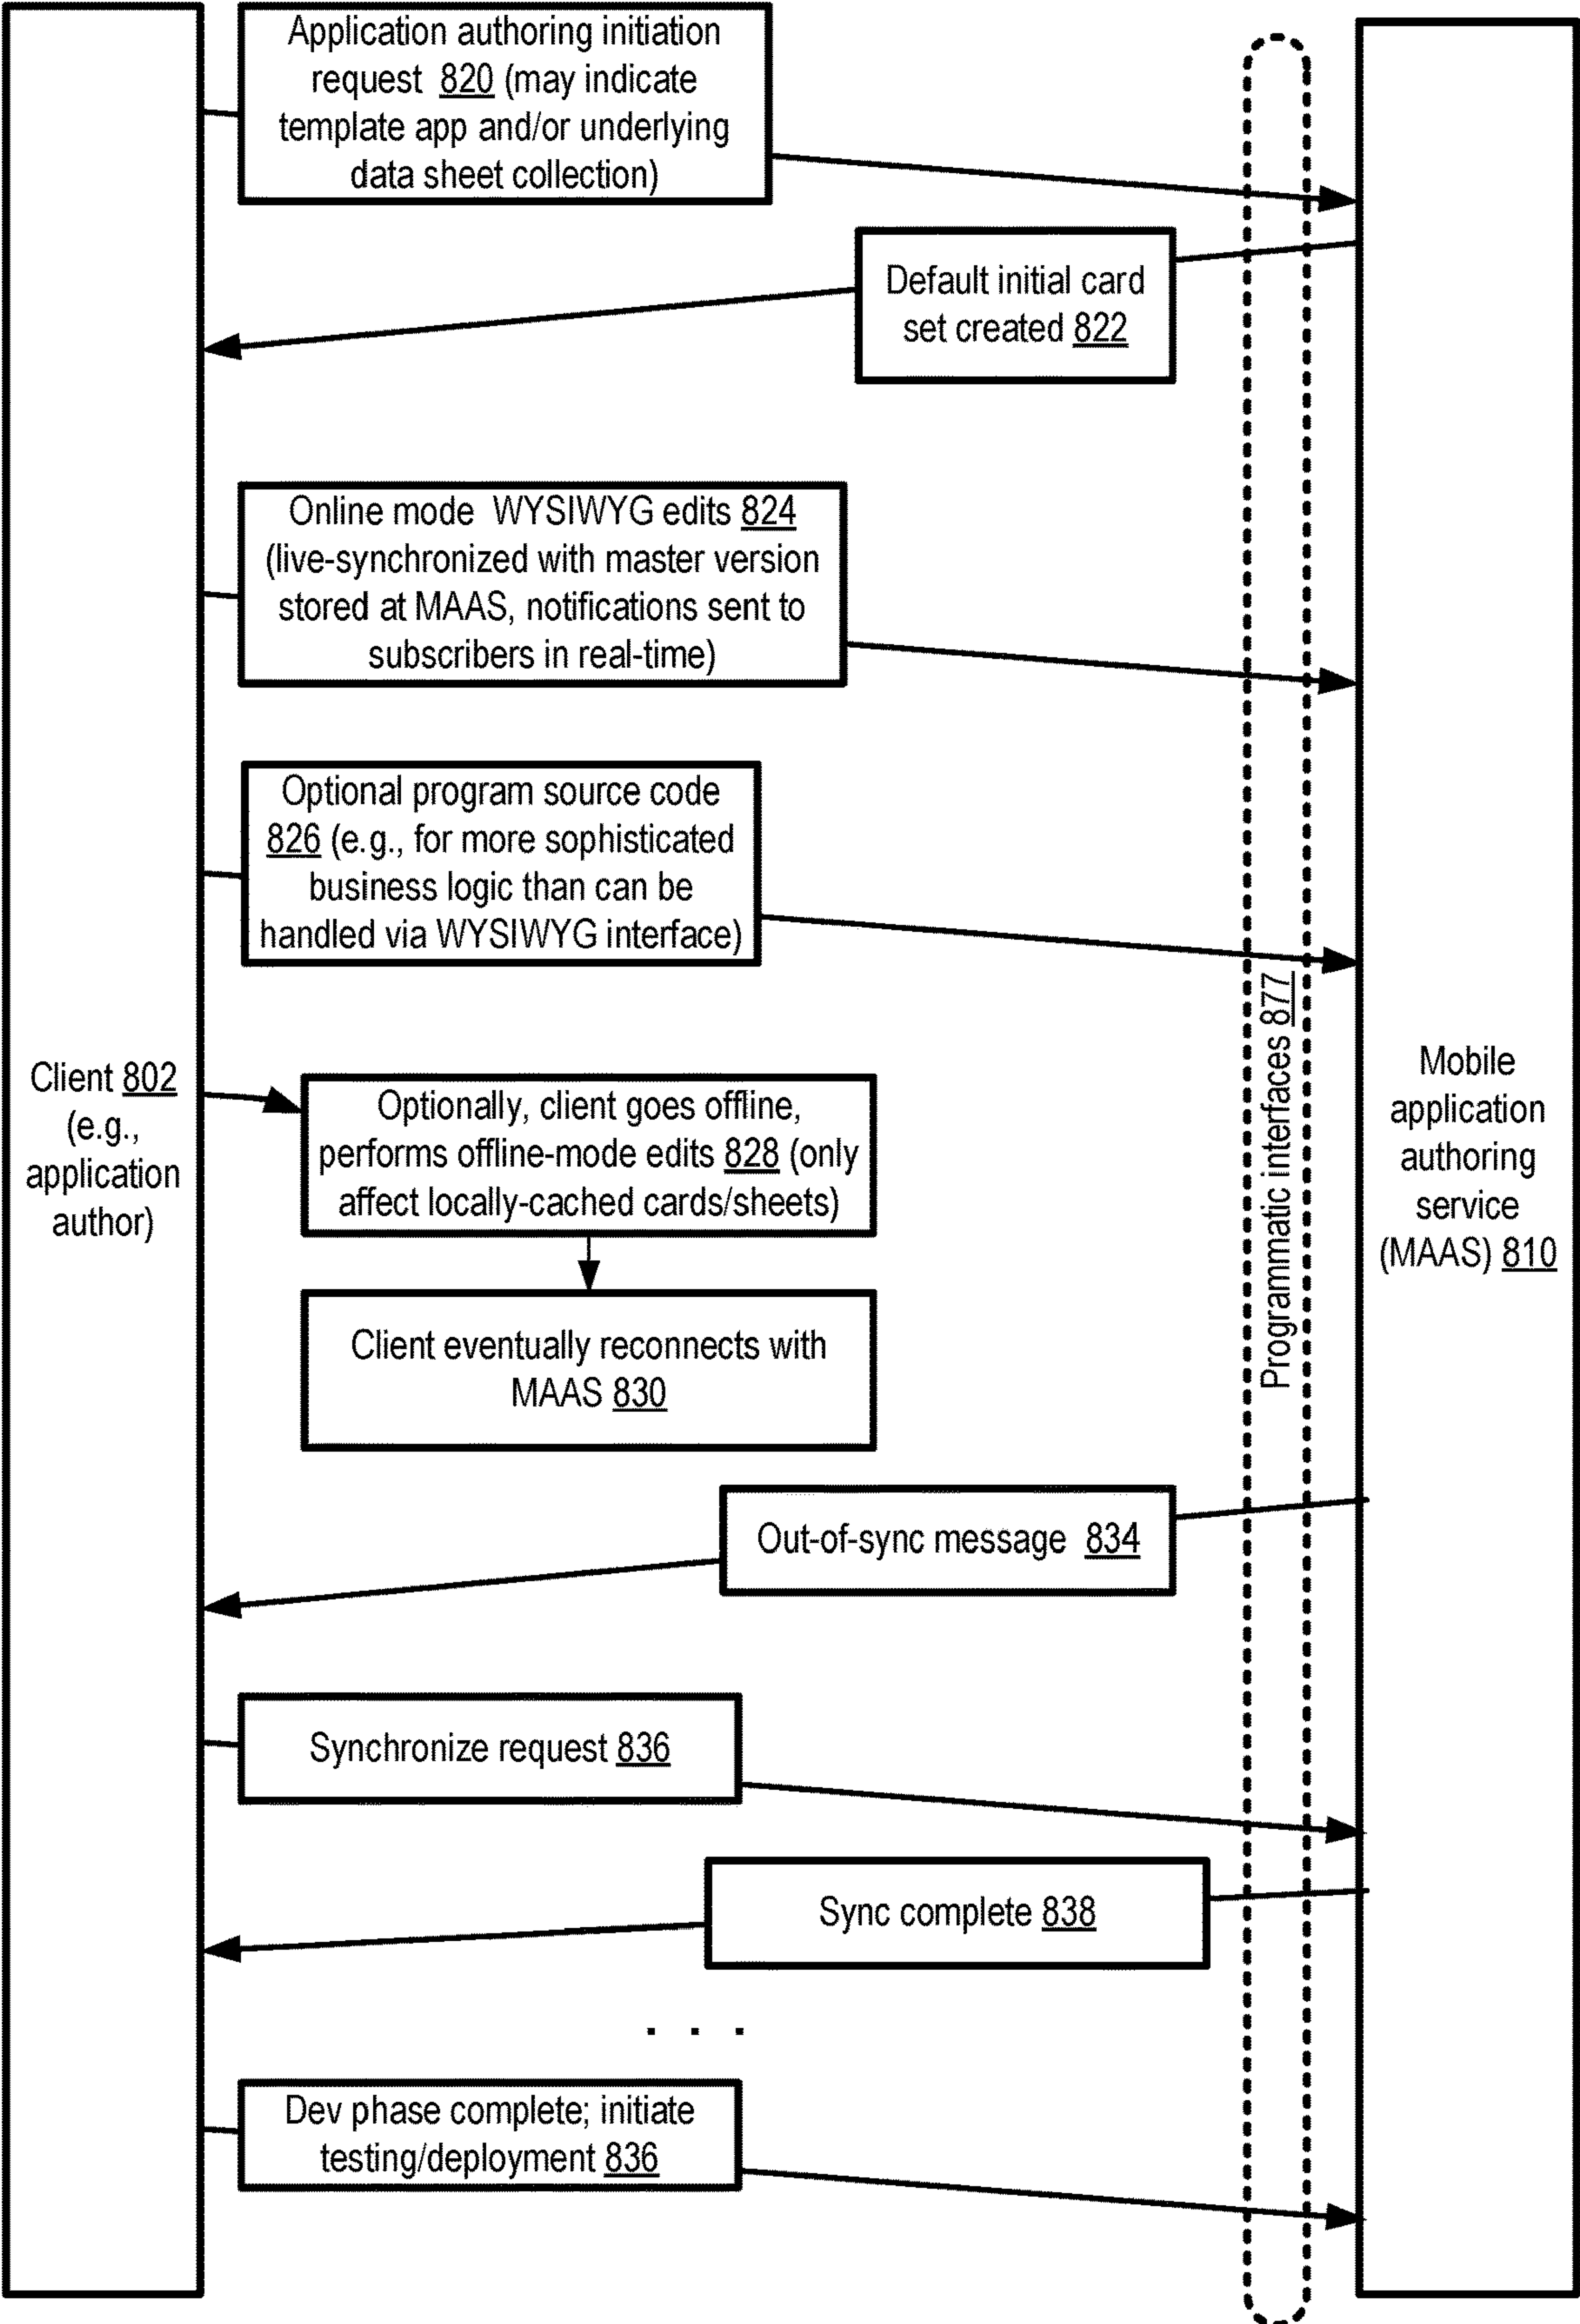 Application authoring initiation
request 820 (may indicate
template app and/or underlying
data sheet collection)
Default initial card
set created 822
Online mode WYSIWYG edits 824
(live-synchronized with master version
stored at MAAS, notifications sent to
subscribers in real-time)
Optional program source code
826 (e.g., for more sophisticated
business logic than can be
handled via WYSIWYG interface)
Client 802
(e.g.,
application
author)
Optionally, client goes offline,
performs offline-mode edits 828 (only
affect locally-cached cards/sheets)
Client eventually reconnects with
MAAS 830
Programmatic interfaces 877
Mobile
application
authoring
service
(MAAS) 810
Out-of-sync message 834
Synchronize request 836
Sync complete 838
. . .
Dev phase complete; initiate
testing/deployment 836